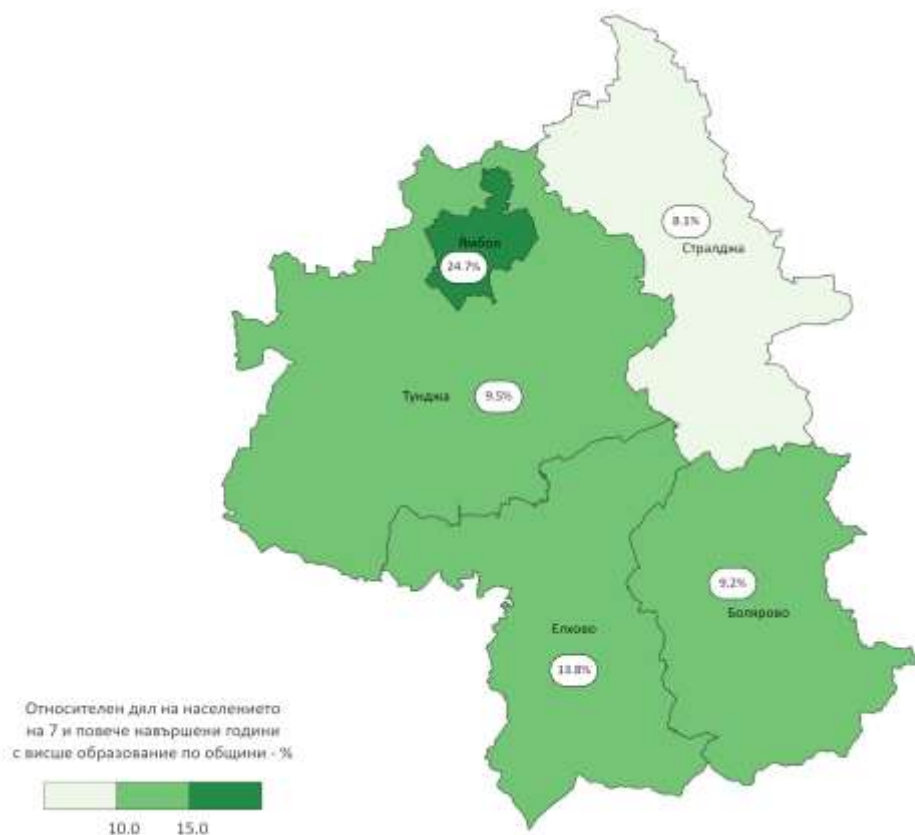 8.1%
Стралджа
Ямбол
24.7%
Тунджа 9.5%
9.2%
Болярово
Елхово
13.8%
Относителен дял на населението
на 7 и повече навършени години
с висше образование по общини - %
10.0 15.0